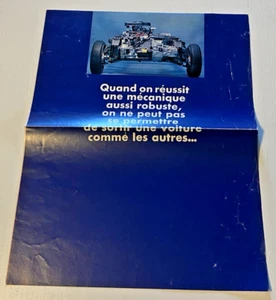 Quand on réussit
une mécanique
aussi robuste,
on ne peut pas
se permettre
de sortir une voiture
comme les autres...